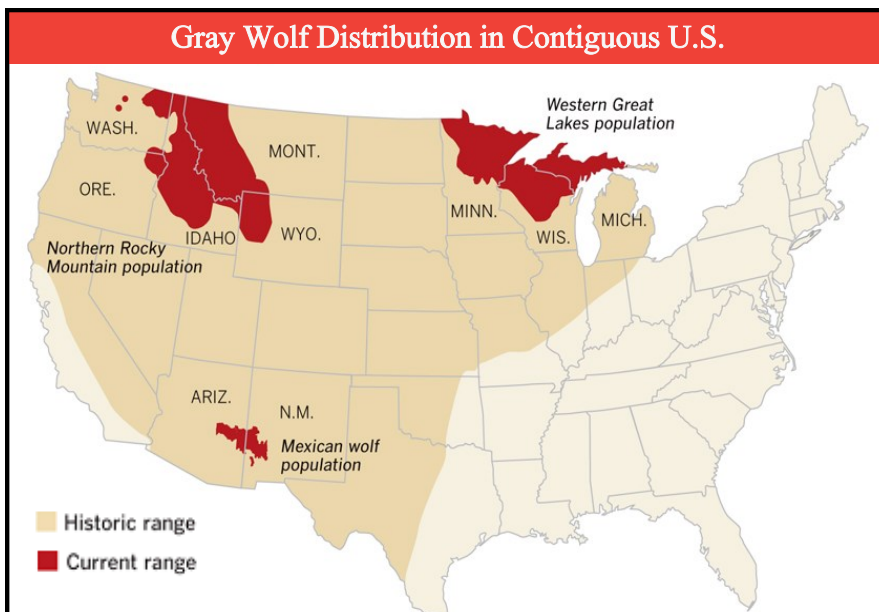 Gray Wolf Distribution in Contiguous U.S.
Western Great
Lakes population
WASH.
MONT.
ORE.
MINN.
MICH.
IDAHO
WYO.
WIS.
Northern Rocky
Mountain population
ARIZ.
N.M.
Mexican wolf
population
Historic range
Current range